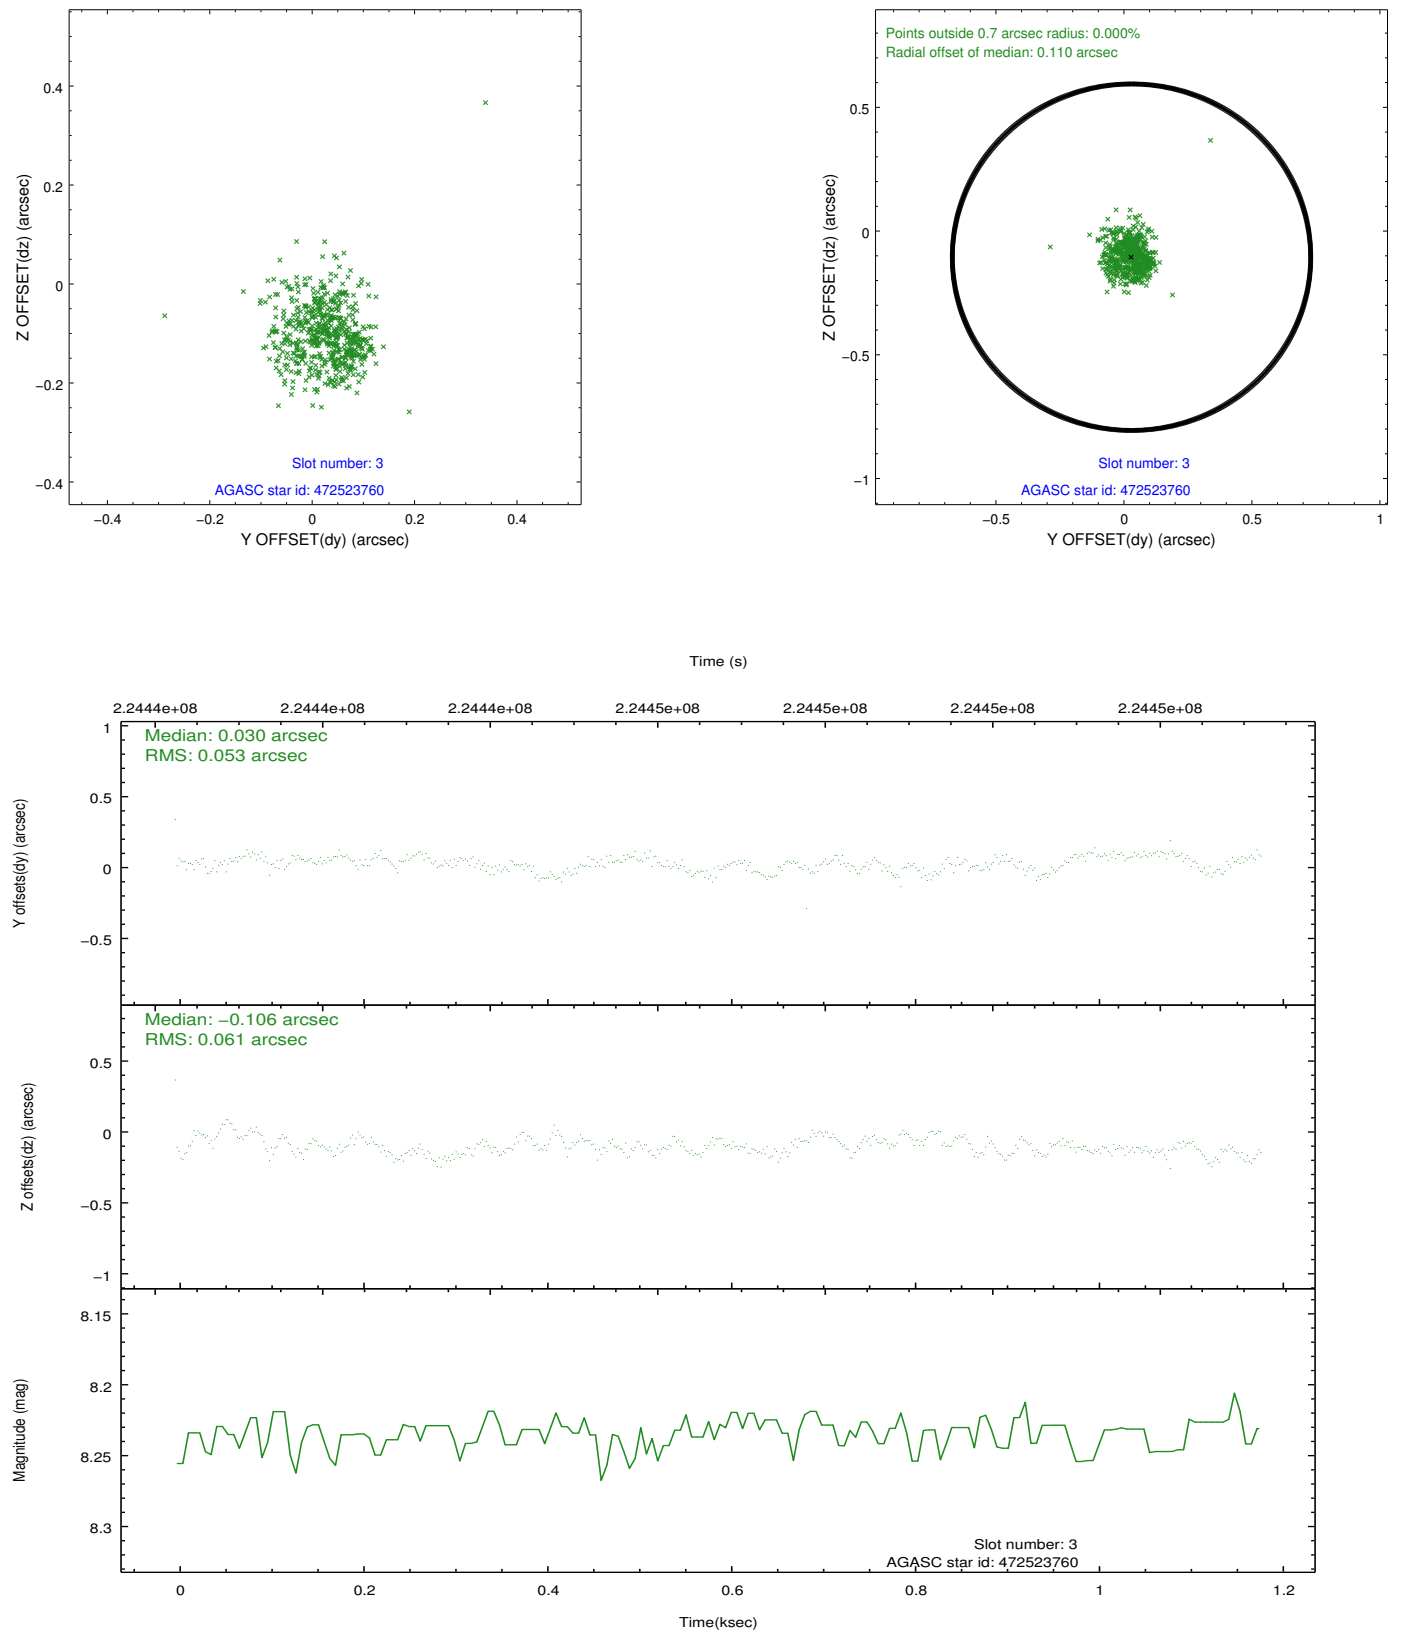 0.4
0.2
0
−0.2
−0.4
Z OFFSET(dz) (arcsec)
Slot number: 3
AGASC star id: 472523760
−0.4 −0.2 0 0.2 0.4
Y OFFSET(dy) (arcsec)
Points outside 0.7 arcsec radius: 0.000%
Radial offset of median: 0.110 arcsec
0.5
0
−0.5
−1
Z OFFSET(dz) (arcsec)
Slot number: 3
AGASC star id: 472523760
−0.5 0 0.5 1
Y OFFSET(dy) (arcsec)
Time (s)
2.2444e+08 2.2444e+08 2.2444e+08 2.2445e+08 2.2445e+08 2.2445e+08 2.2445e+08
Median: 0.030 arcsec
RMS: 0.053 arcsec
1
0.5
0
−0.5
Y offsets(dy) (arcsec)
Median: −0.106 arcsec
RMS: 0.061 arcsec
0.5
0
−0.5
−1
Z offsets(dz) (arcsec)
8.15
8.2
8.25
8.3
Magnitude (mag)
Slot number: 3
AGASC star id: 472523760
0 0.2 0.4 0.6 0.8 1 1.2
Time(ksec)